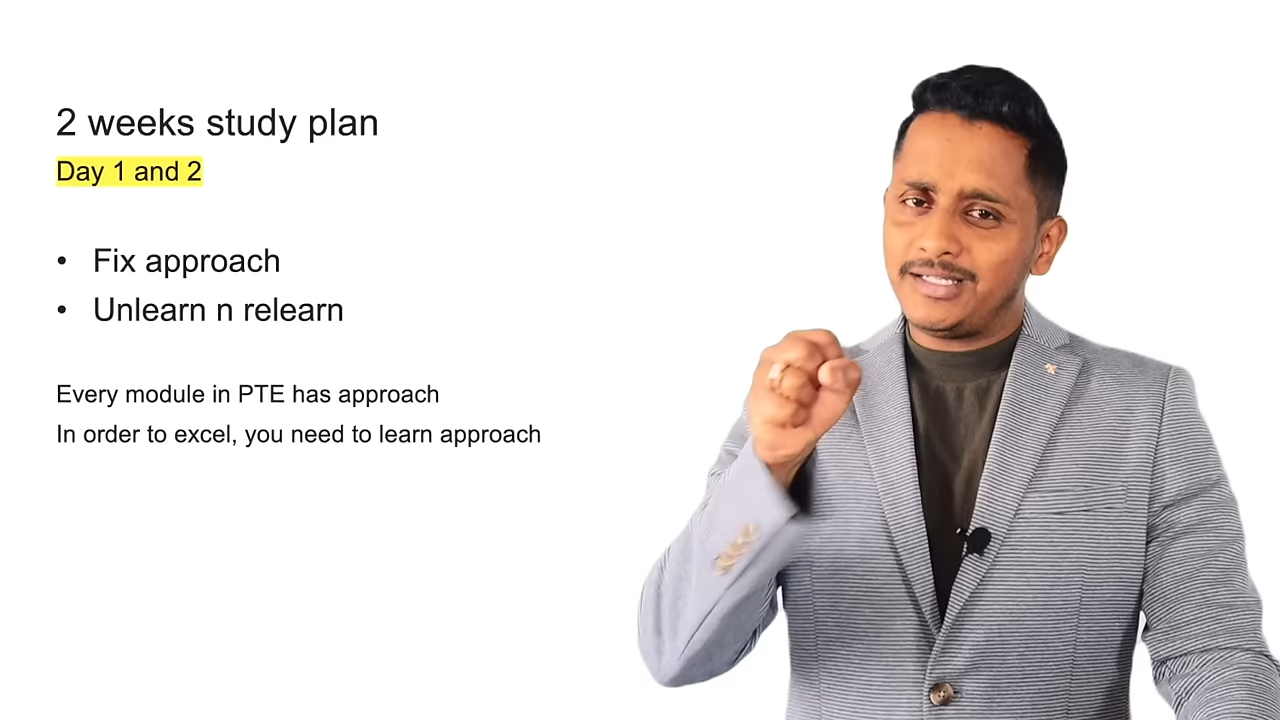 2 weeks study plan
Day 1 and 2
• Fix approach
• Unlearn n relearn
Every module in PTE has approach
In order to excel, you need to learn approach